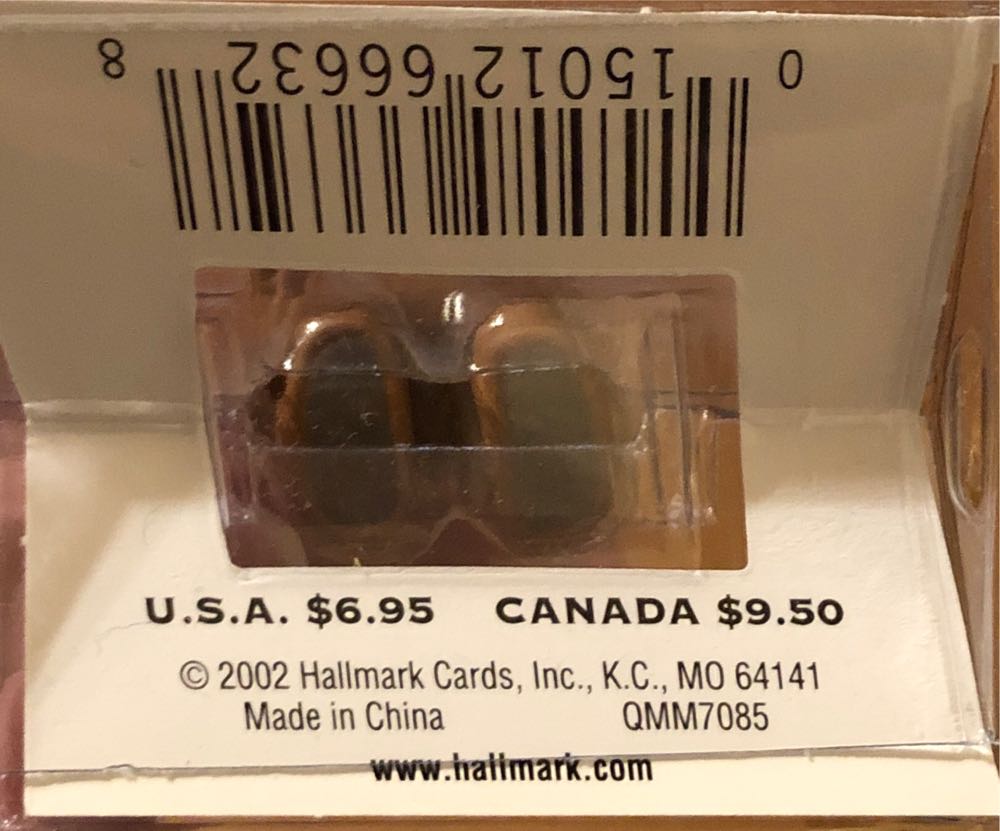 0 15012 66632 8
U.S.A. $6.95 CANADA $9.50
© 2002 Hallmark Cards, Inc., K.C., MO 64141
Made in China QMM7085
www.hallmark.com